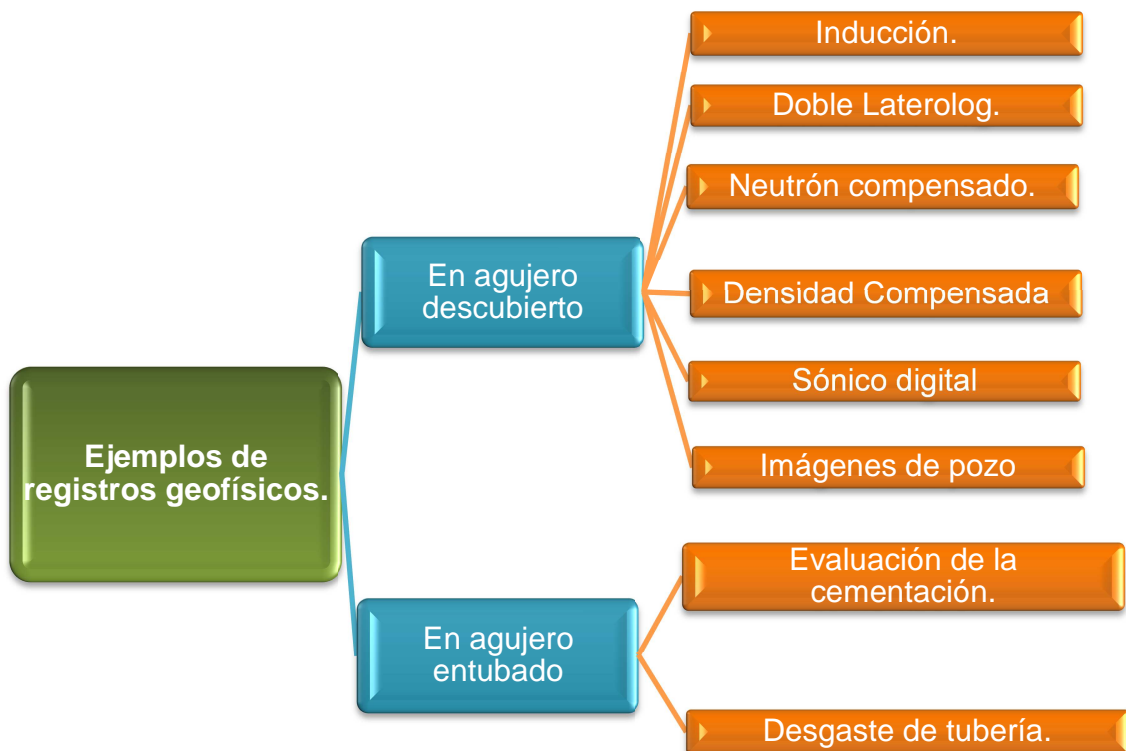 Ejemplos de
registros geofísicos.
En agujero
descubierto
Inducción.
Doble Laterolog.
Neutrón compensado.
Densidad Compensada
Sónico digital
Imágenes de pozo
En agujero
entubado
Evaluación de la
cementación.
Desgaste de tubería.